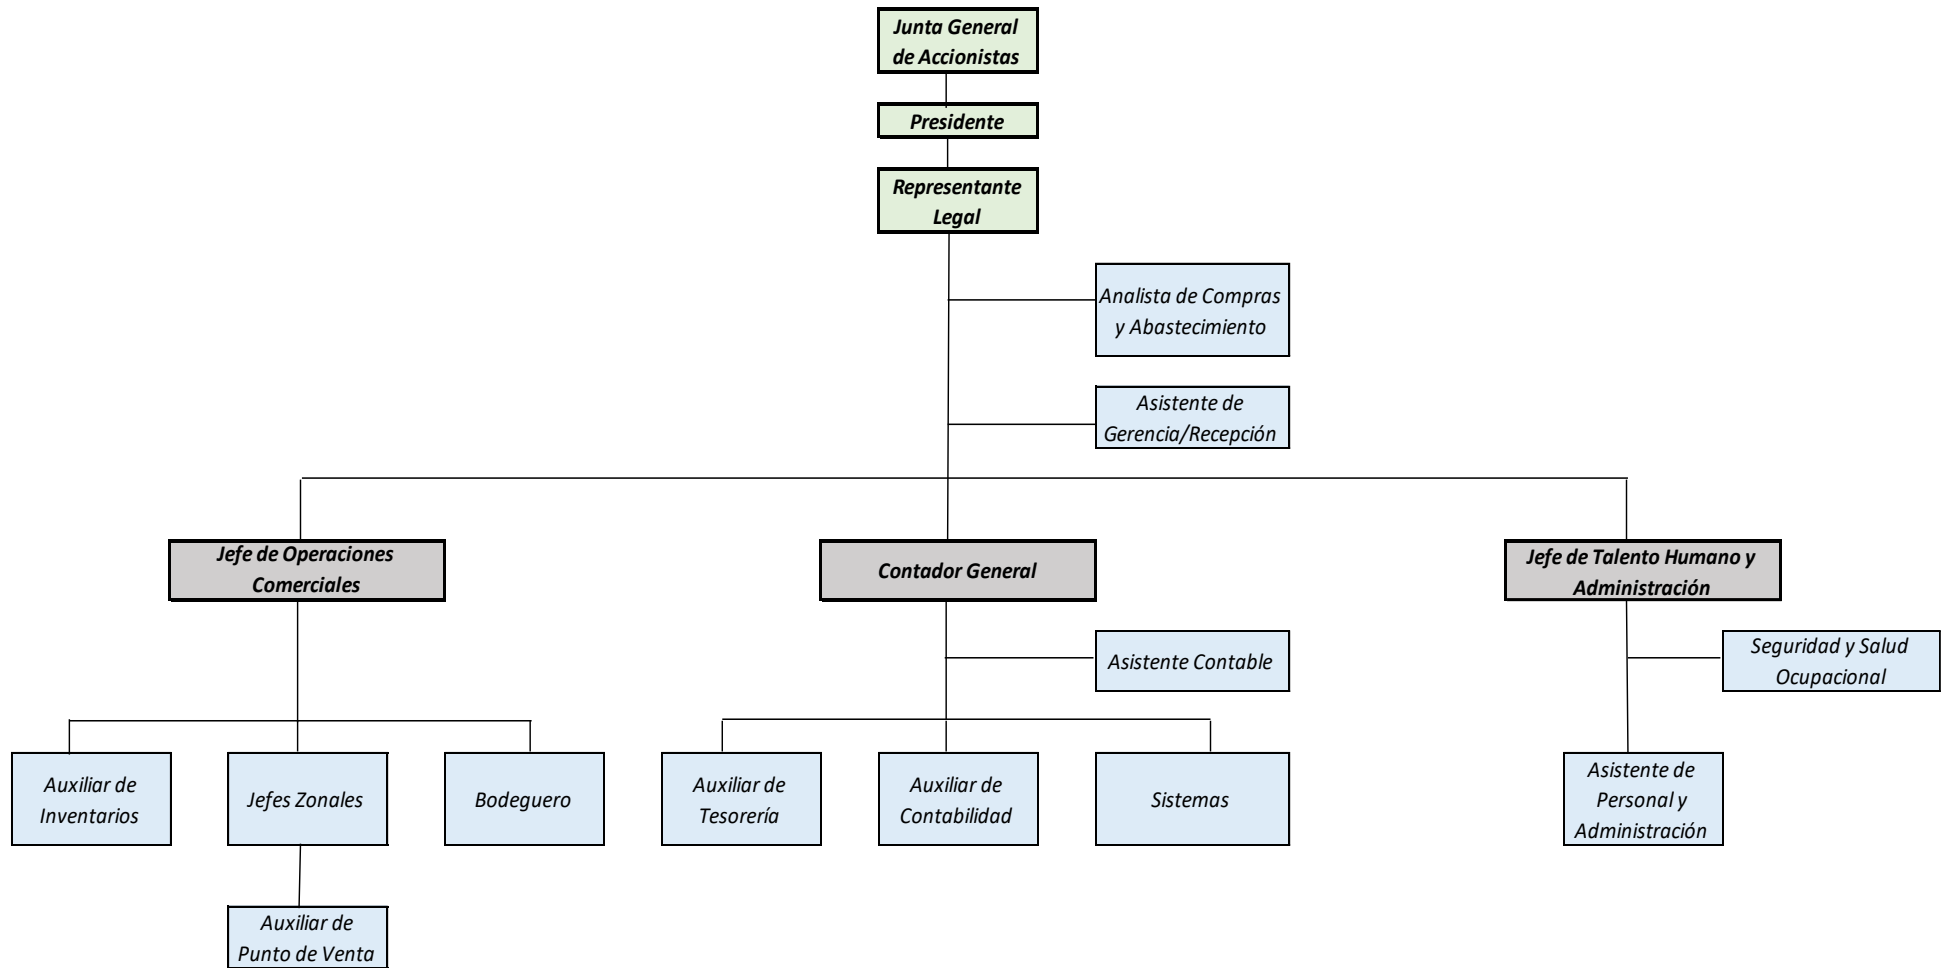 Junta General
de Accionistas
Presidente
Representante
Legal
Analista de Compras
y Abastecimiento
Asistente de
Gerencia/Recepción
Jefe de Operaciones
Comerciales
Contador General
Jefe de Talento Humano y
Administración
Asistente Contable
Seguridad y Salud
Ocupacional
Auxiliar de
Inventarios
Jefes Zonales
Bodeguero
Auxiliar de
Tesorería
Auxiliar de
Contabilidad
Sistemas
Asistente de
Personal y
Administración
Auxiliar de
Punto de Venta